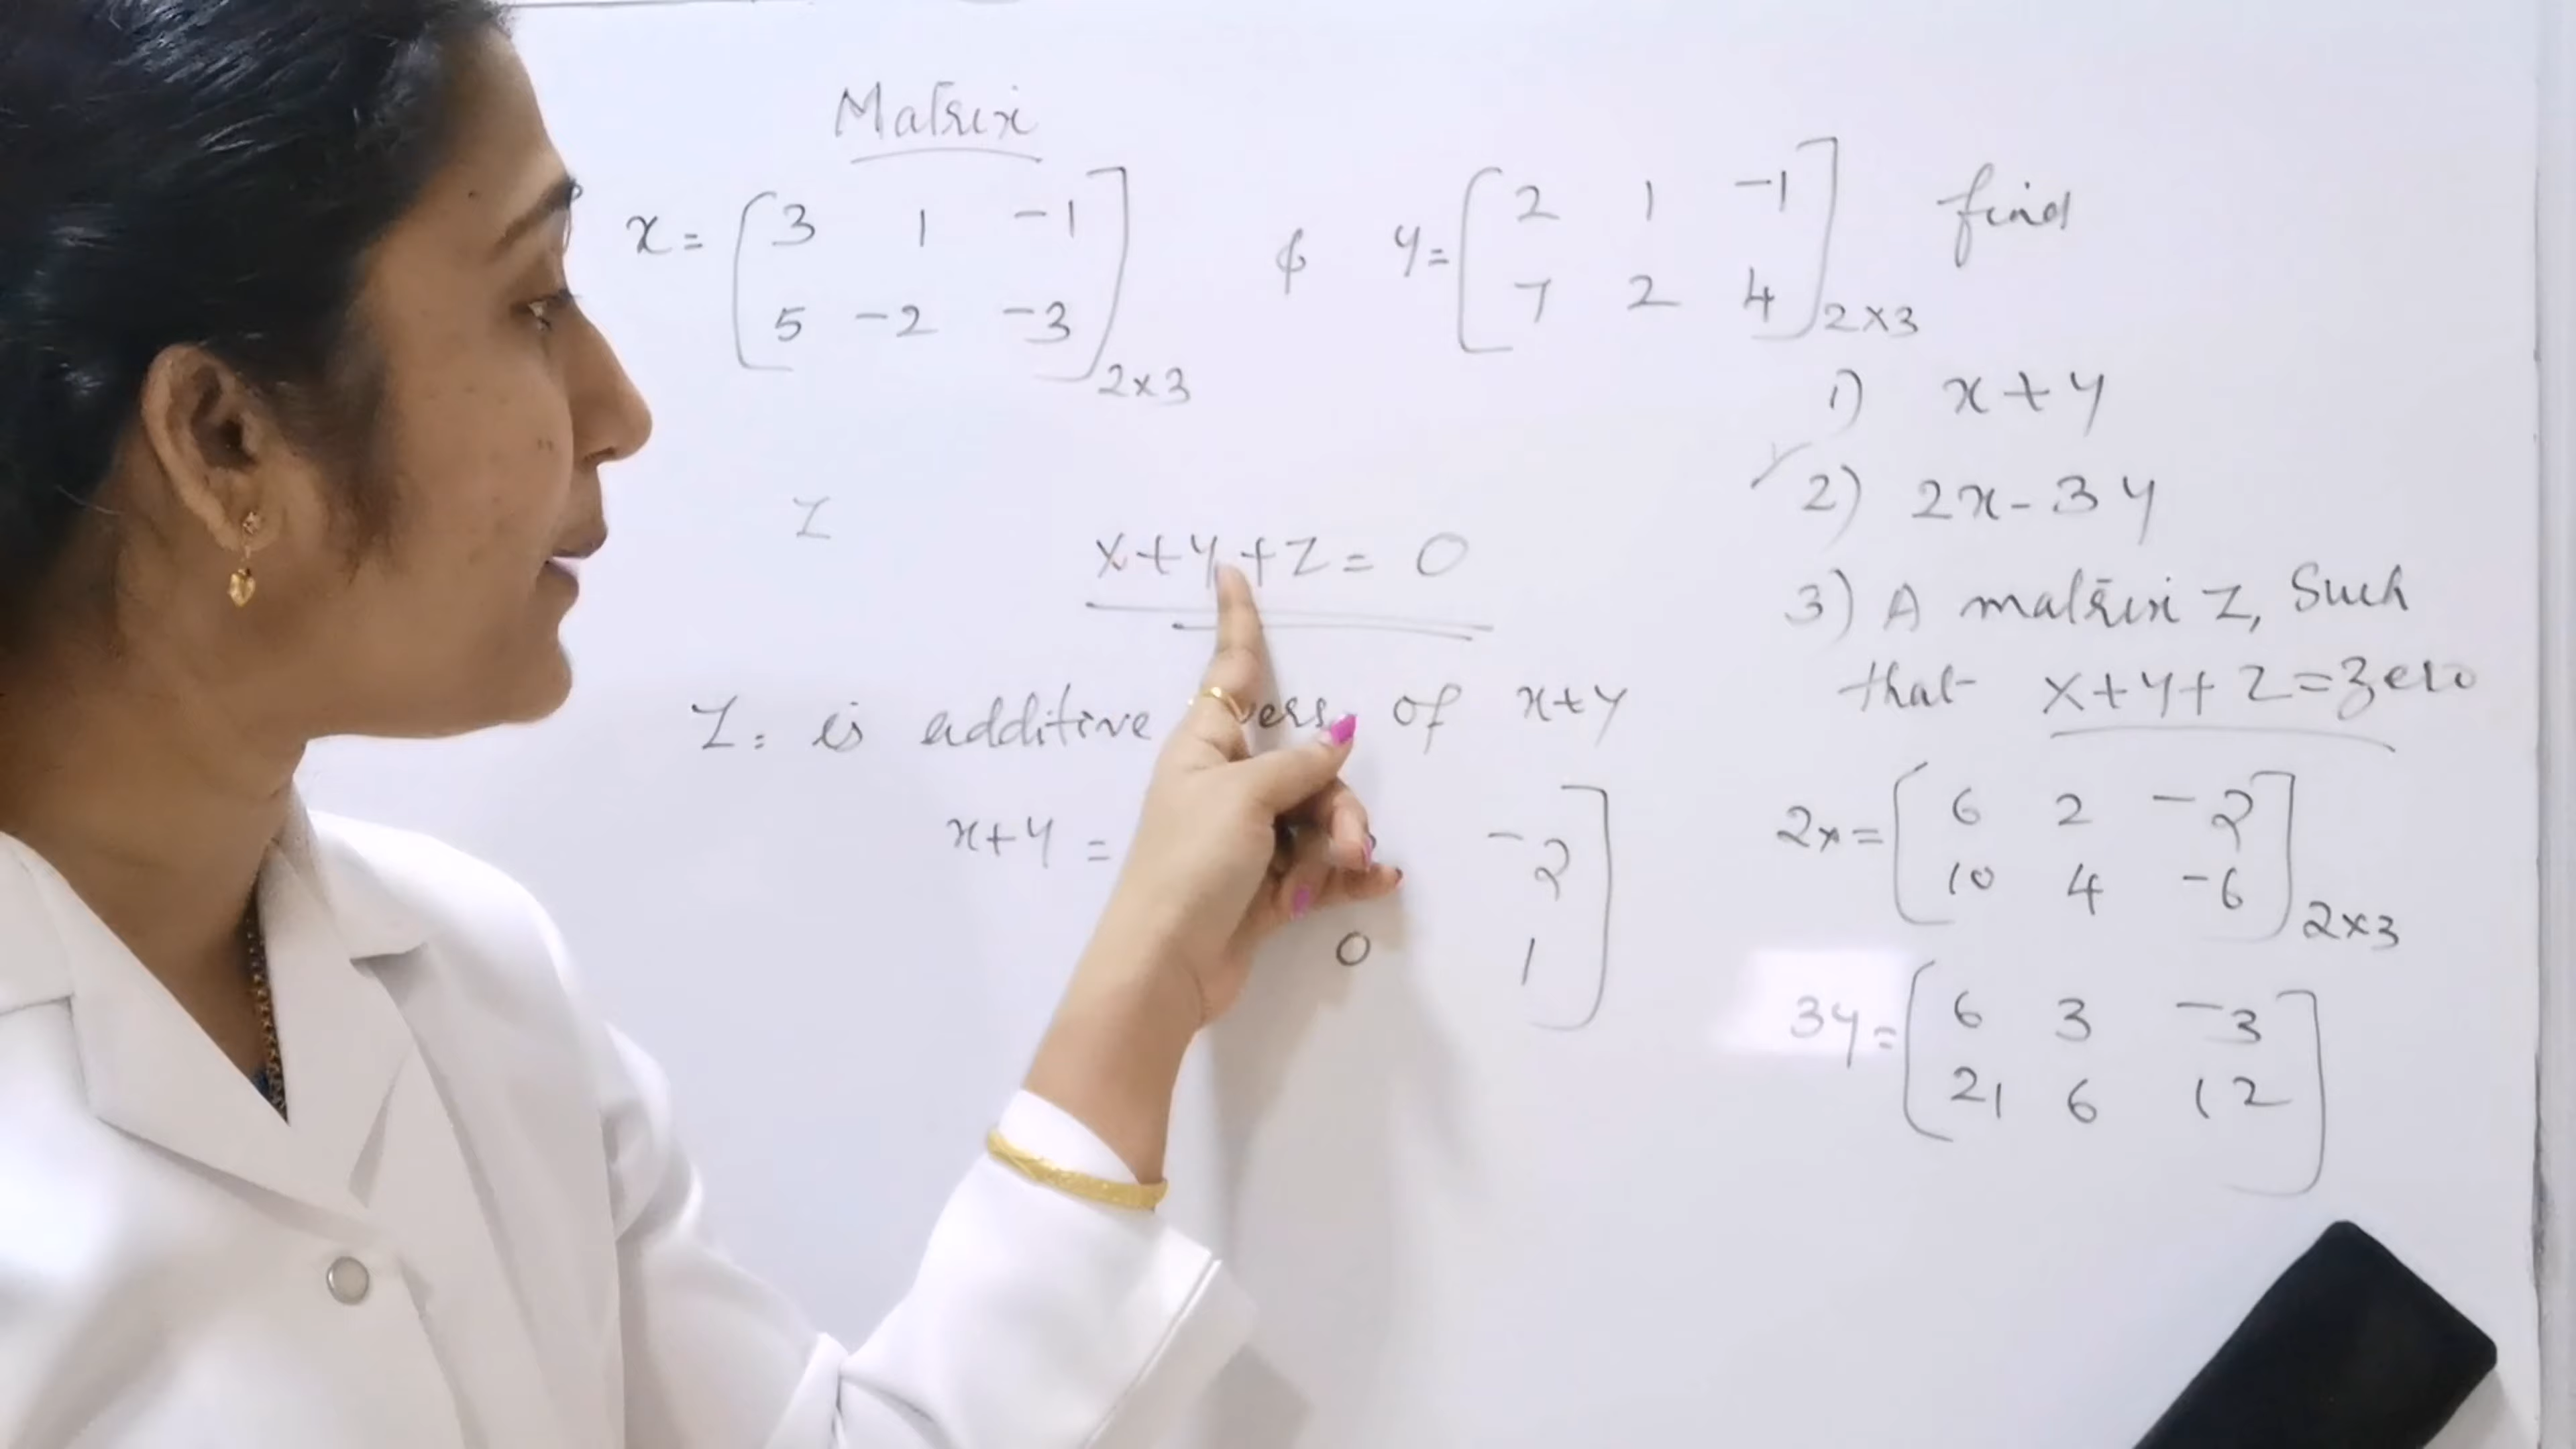 Matrix
x = [ 3 1 -1
5 -2 -3 ] 2x3
& y = [ 2 1 -1
7 2 4 ] 2x3 find
1) x+y
2) 2x-3y
3) A matrix Z, Such
that x+y+z=zero
Z
x+y+z= 0
Z = is additive of x+y
x+y = -2 ]
0 1
2x = [ 6 2 -2
10 4 -6 ] 2x3
3y = [ 6 3 -3
21 6 12 ]